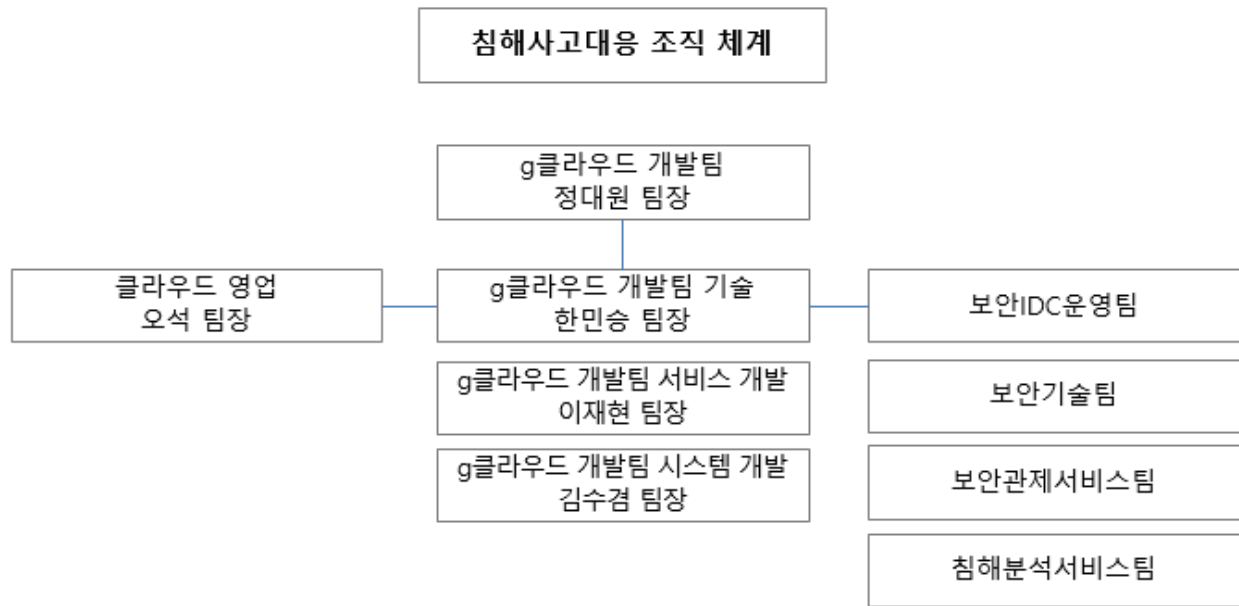 침해사고대응 조직 체계
g클라우드 개발팀
정대원 팀장
클라우드 영업
오석 팀장
g클라우드 개발팀 기술
한민승 팀장
보안IDC운영팀
g클라우드 개발팀 서비스 개발
이재현 팀장
보안기술팀
g클라우드 개발팀 시스템 개발
김수겸 팀장
보안관제서비스팀
침해분석서비스팀